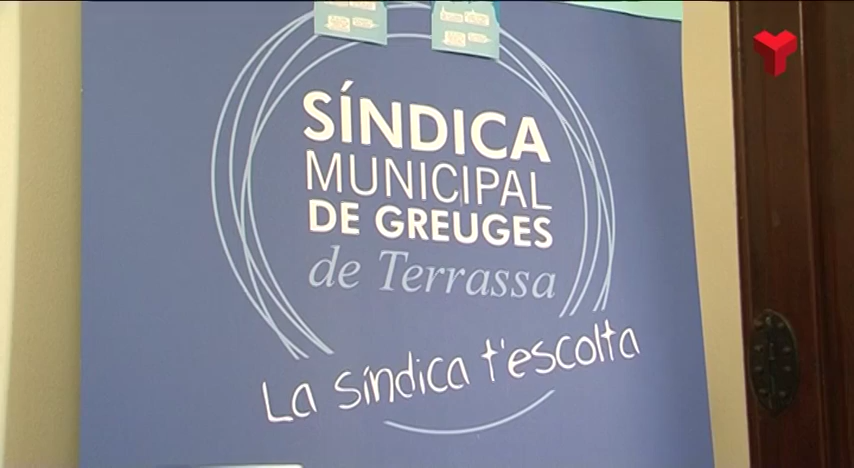 SÍNDICA
MUNICIPAL
DE GREUGES
de Terrassa
La síndica t'escolta